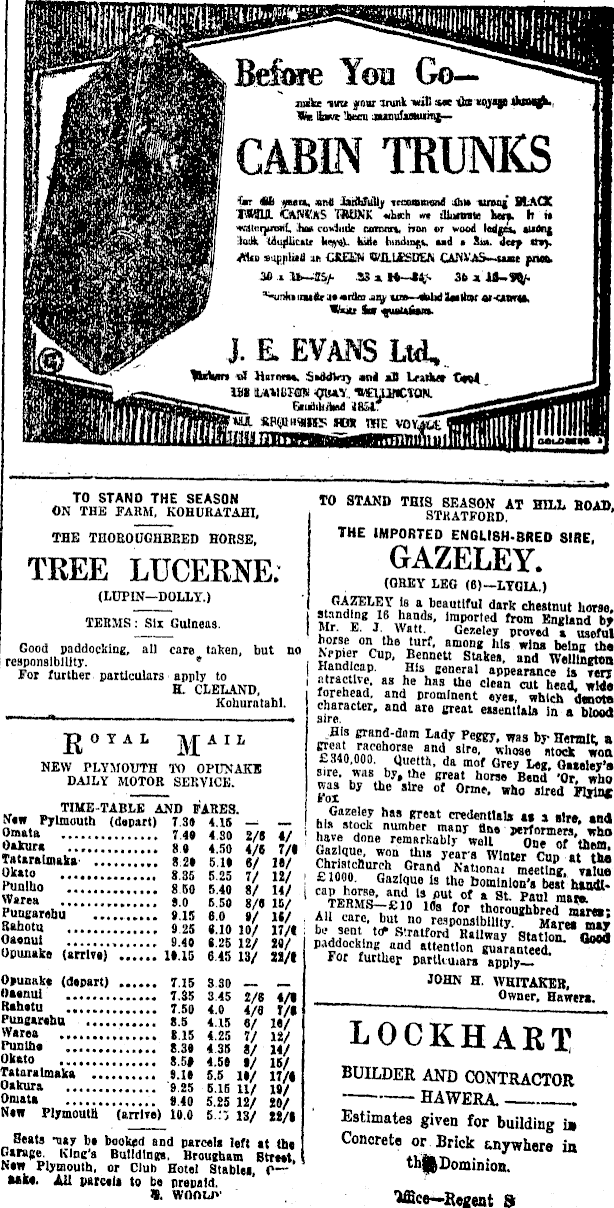 Before You Go—
make sure your trunk will see the voyage through.
We have been manufacturing—
CABIN TRUNKS
for years, and faithfully recommend this strong BLACK
TWILL CANVAS TRUNK which we illustrate here. It is
waterproof, has cowhide corners, iron or wood ledges, strong
lock (duplicate keys), hide bindings, and a deep tray.
Also supplied in GREEN WILLESDEN CANVAS—same price.
Trunks made to order any size—solid leather or canvas.
Write for quotations.
J. E. EVANS Ltd.,
Makers of Harness, Saddlery and all Leather Good
LAMBTON QUAY, WELLINGTON.
Established 1851.
ALL REQUISITES FOR THE VOYAGE
GOLDBERG
TO STAND THE SEASON
ON THE FARM, KOHURATAHI,
THE THOROUGHBRED HORSE,
TREE LUCERNE.
(LUPIN—DOLLY.)
TERMS: Six Guineas.
Good paddocking, all care taken, but no
responsibility.
For further particulars apply to
H. CLELAND,
Kohuratahi.
ROYAL MAIL
NEW PLYMOUTH TO OPUNAKE
DAILY MOTOR SERVICE.
TIME-TABLE AND FARES.
New Pylmouth (depart) 7.30 4.15 — —
Omata ............... 7.40 4.30 2/6 4/
Oakura ............... 8.0 4.50 4/6 7/6
Tataraimaka ............... 8.20 5.10 6/ 10/
Okato ............... 8.35 5.25 7/ 12/
Puniho ............... 8.50 5.40 8/ 14/
Warea ............... 9.0 5.50 8/6 15/
Pungarehu ............... 9.15 6.0 9/ 16/
Rahotu ............... 9.25 6.10 10/ 17/6
Oaonui ............... 9.40 6.25 12/ 20/
Opunake (arrive) ............ 10.15 6.45 13/ 22/6
Opunake (depart) ............ 7.15 3.30 — —
Oaonui ............... 7.35 3.45 2/6 4/6
Rahotu ............... 7.50 4.0 4/6 7/6
Pungarehu ............... 8.5 4.15 6/ 10/
Warea ............... 8.15 4.25 7/ 12/
Puniho ............... 8.30 4.35 8/ 14/
Okato ............... 8.50 4.50 9/ 15/
Tataraimaka ............... 9.10 5.5 10/ 17/6
Oakura ............... 9.25 5.15 11/ 19/
Omata ............... 9.40 5.25 12/ 20/
New Plymouth (arrive) 10.0 13/ 22/6
Seats may be booked and parcels left at the
Garage, King's Buildings, Brougham Street,
New Plymouth, or Club Hotel Stables,
All parcels to be prepaid.
TO STAND THIS SEASON AT HILL ROAD,
STRATFORD.
THE IMPORTED ENGLISH-BRED SIRE,
GAZELEY.
(GREY LEG (6)—LYGIA.)
GAZELEY is a beautiful dark chestnut horse,
standing 16 hands, imported from England by
Mr. E. J. Watt. Gezeley proved a useful
horse on the turf, among his wins being the
Nepier Cup, Bennett Stakes, and Wellington
Handicap. His general appearance is very
attractive, as he has the clean cut head, wide
forehead, and prominent eyes, which denote
character, and are great essentials in a blood
sire.
His grand-dam Lady Peggy, was by Hermit, a
great racehorse and sire, whose stock won
£340,000. Quetth, da mof Grey Leg, Gazeley's
sire, was by the great horse Bend 'Or, who
was by the sire of Orme, who sired Flying
Fox
Gazeley has great credentials as a sire, and
his stock number many fine performers, who
have done remarkably well One of them,
Gazique, won this year's Winter Cup at the
Christchurch Grand National meeting, value
£1000. Gazique is the Dominion's best handi-
cap horse, and is out of a St. Paul mare.
TERMS—£10 10s for thoroughbred mares;
All care, but no responsibility. Mares may
be sent to Stratford Railway Station. Good
paddocking and attention guaranteed.
For further particulars apply—
JOHN H. WHITAKER,
Owner, Hawera.
LOCKHART
BUILDER AND CONTRACTOR
HAWERA.
Estimates given for building in
Concrete or Brick anywhere in
the Dominion.
Office—Regent S